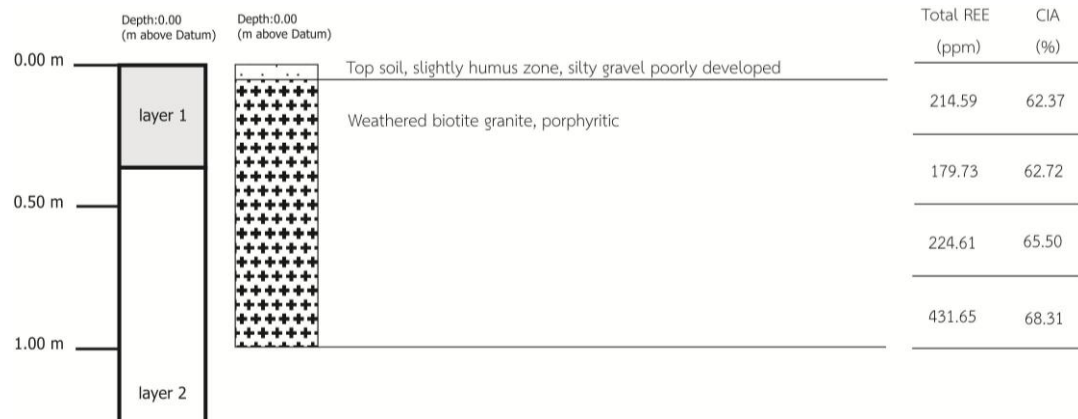 Depth:0.00
(m above Datum)
Depth:0.00
(m above Datum)
Total REE
(ppm)
CIA
(%)
0.00 m
Top soil, slightly humus zone, silty gravel poorly developed
layer 1
Weathered biotite granite, porphyritic
214.59 62.37
179.73 62.72
0.50 m
224.61 65.50
431.65 68.31
1.00 m
layer 2